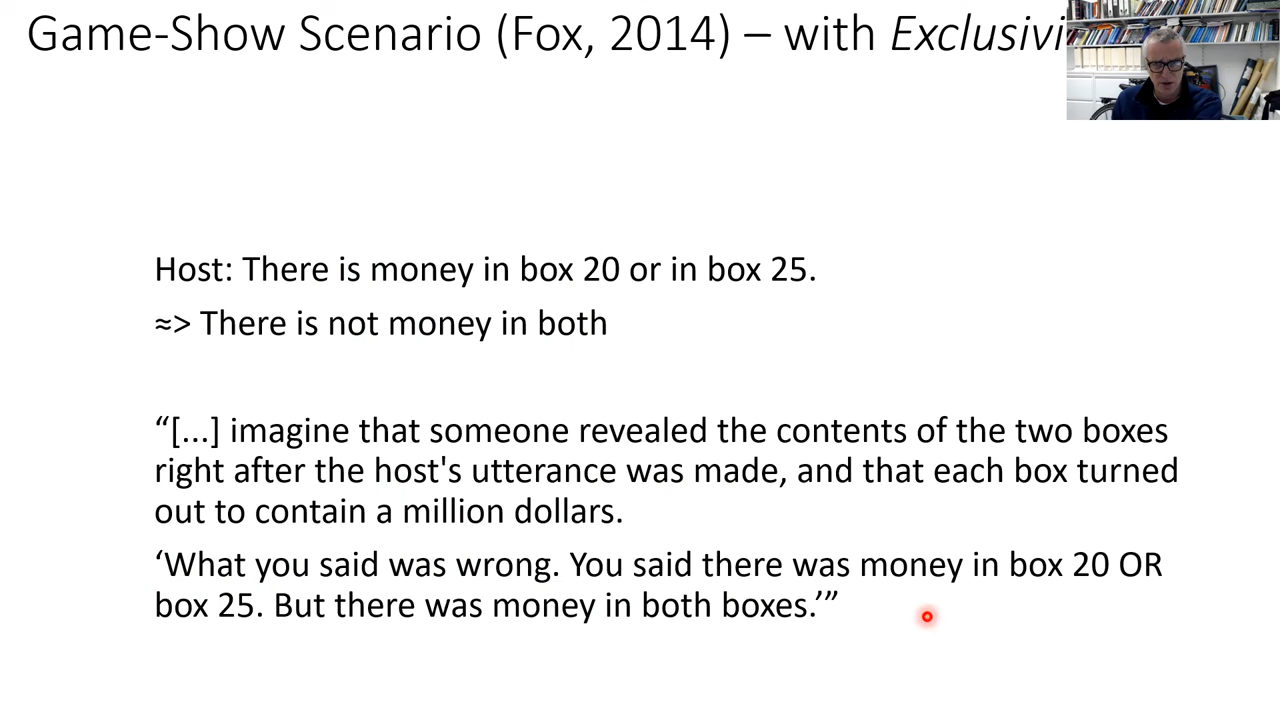 Game-Show Scenario (Fox, 2014) – with Exclusivi
Host: There is money in box 20 or in box 25.
≈> There is not money in both
“[...] imagine that someone revealed the contents of the two boxes
right after the host's utterance was made, and that each box turned
out to contain a million dollars.
‘What you said was wrong. You said there was money in box 20 OR
box 25. But there was money in both boxes.’”